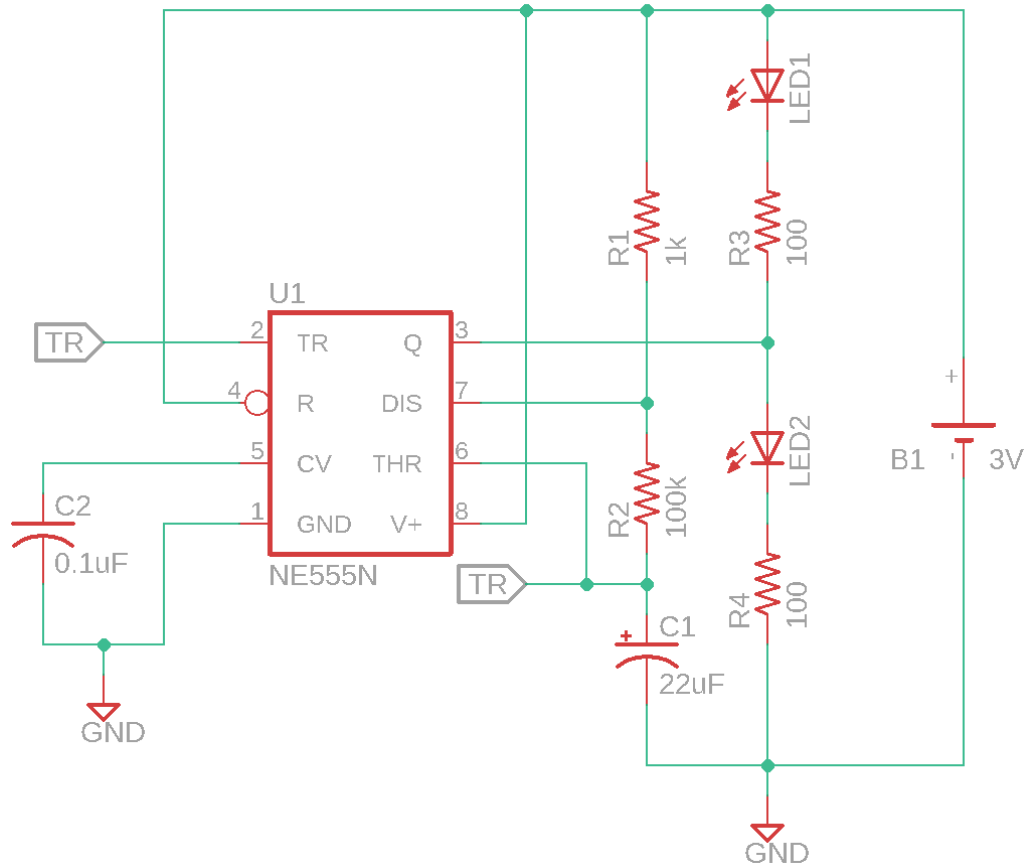 LED1
R1
1k
R3
100
U1
TR
2
TR
Q
3
4
R
DIS
7
5
CV
THR
6
1
GND
V+
8
NE555N
C2
0.1uF
GND
R2
100k
TR
C1
22uF
LED2
R4
100
+
-
B1
3V
GND